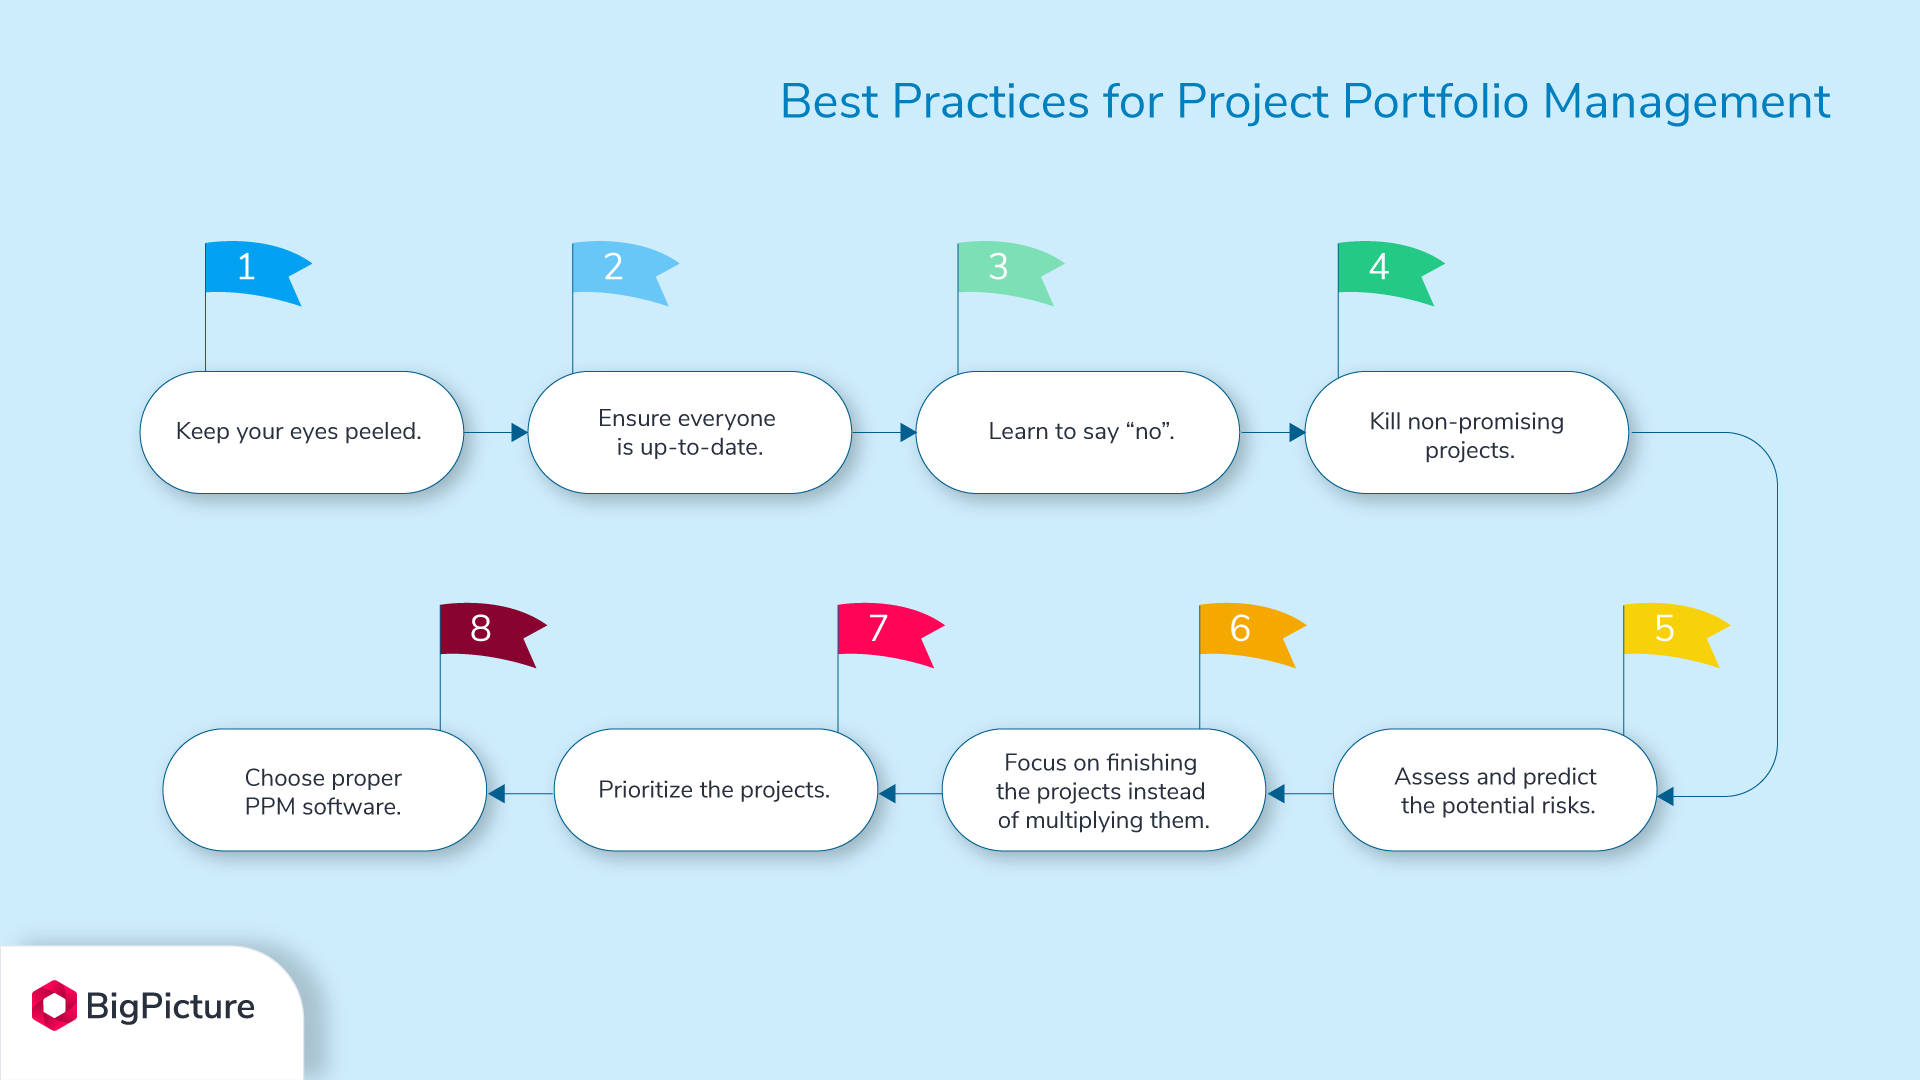 Best Practices for Project Portfolio Management
1
2
3
4
Keep your eyes peeled.
Ensure everyone
is up-to-date.
Learn to say “no”.
Kill non-promising
projects.
5
6
7
8
Assess and predict
the potential risks.
Focus on finishing
the projects instead
of multiplying them.
Prioritize the projects.
Choose proper
PPM software.
BigPicture